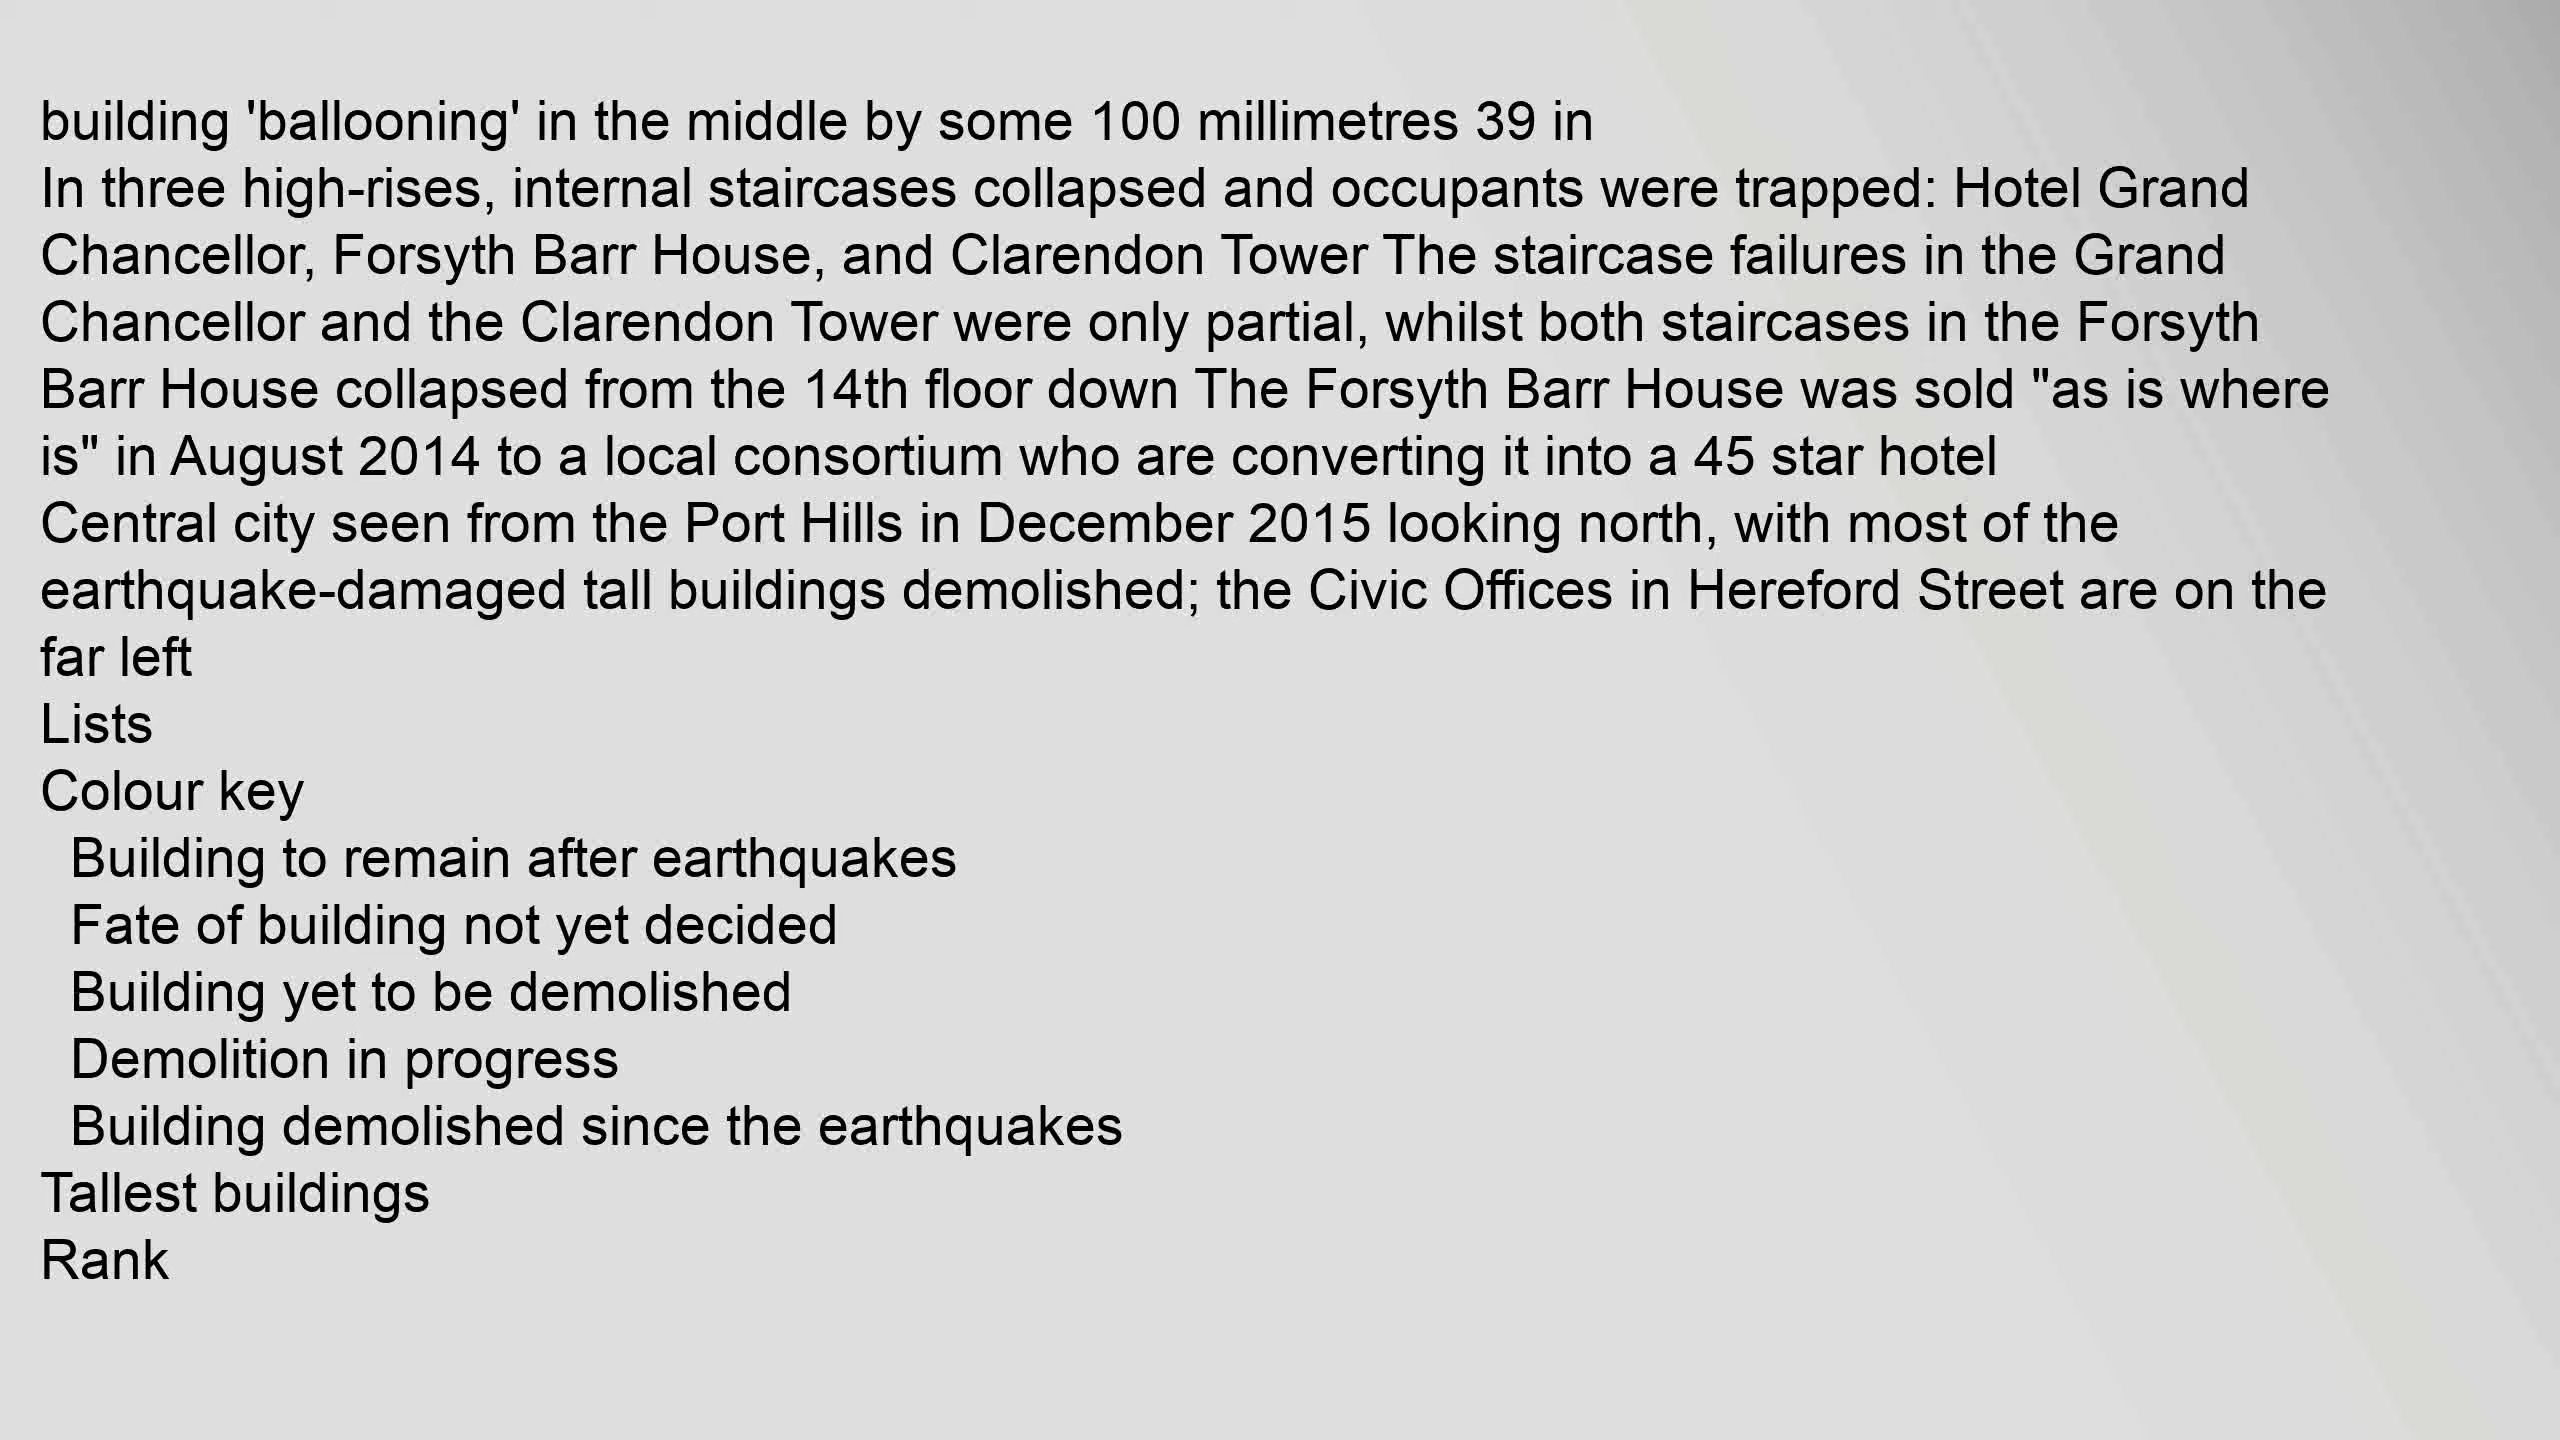 building 'ballooning' in the middle by some 100 millimetres 39 in
In three high-rises, internal staircases collapsed and occupants were trapped: Hotel Grand
Chancellor, Forsyth Barr House, and Clarendon Tower The staircase failures in the Grand
Chancellor and the Clarendon Tower were only partial, whilst both staircases in the Forsyth
Barr House collapsed from the 14th floor down The Forsyth Barr House was sold "as is where
is" in August 2014 to a local consortium who are converting it into a 45 star hotel
Central city seen from the Port Hills in December 2015 looking north, with most of the
earthquake-damaged tall buildings demolished; the Civic Offices in Hereford Street are on the
far left
Lists
Colour key
Building to remain after earthquakes
Fate of building not yet decided
Building yet to be demolished
Demolition in progress
Building demolished since the earthquakes
Tallest buildings
Rank